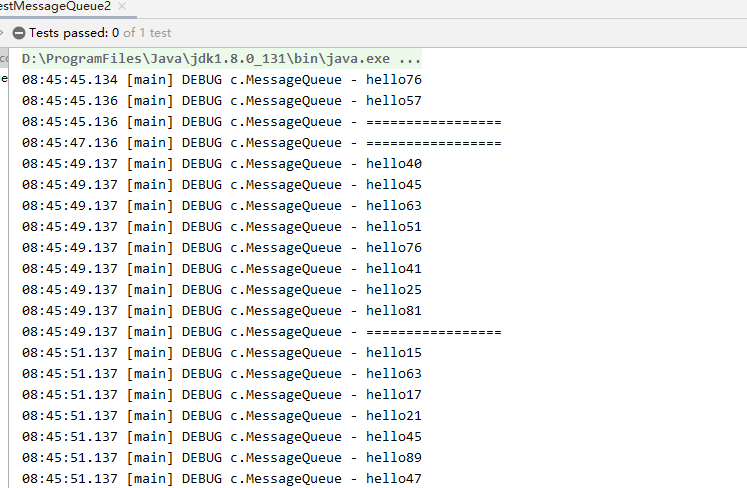 estMessageQueue2
Tests passed: 0 of 1 test
D:\ProgramFiles\Java\jdk1.8.0_131\bin\java.exe ...
08:45:45.134 [main] DEBUG c.MessageQueue - hello76
08:45:45.136 [main] DEBUG c.MessageQueue - hello57
08:45:45.136 [main] DEBUG c.MessageQueue - =================
08:45:47.136 [main] DEBUG c.MessageQueue - =================
08:45:49.137 [main] DEBUG c.MessageQueue - hello40
08:45:49.137 [main] DEBUG c.MessageQueue - hello45
08:45:49.137 [main] DEBUG c.MessageQueue - hello63
08:45:49.137 [main] DEBUG c.MessageQueue - hello51
08:45:49.137 [main] DEBUG c.MessageQueue - hello76
08:45:49.137 [main] DEBUG c.MessageQueue - hello41
08:45:49.137 [main] DEBUG c.MessageQueue - hello25
08:45:49.137 [main] DEBUG c.MessageQueue - hello81
08:45:49.137 [main] DEBUG c.MessageQueue - =================
08:45:51.137 [main] DEBUG c.MessageQueue - hello15
08:45:51.137 [main] DEBUG c.MessageQueue - hello63
08:45:51.137 [main] DEBUG c.MessageQueue - hello17
08:45:51.137 [main] DEBUG c.MessageQueue - hello21
08:45:51.137 [main] DEBUG c.MessageQueue - hello45
08:45:51.137 [main] DEBUG c.MessageQueue - hello89
08:45:51.137 [main] DEBUG c.MessageQueue - hello47